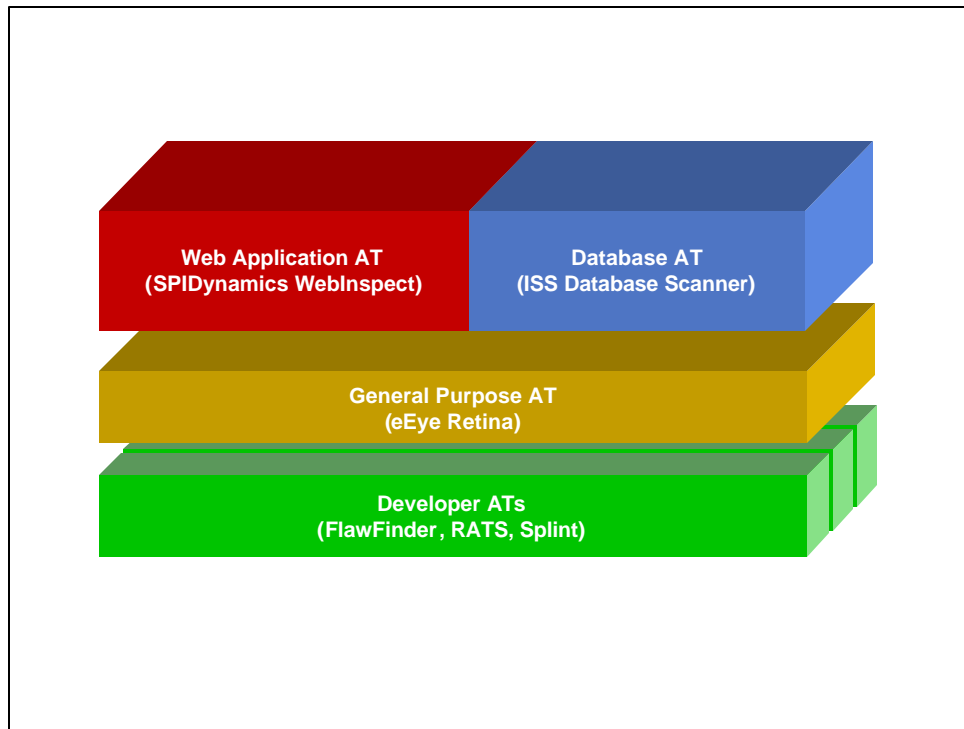 Web Application AT
(SPIDynamics WebInspect)
Database AT
(ISS Database Scanner)
General Purpose AT
(eEye Retina)
Developer ATs
(FlawFinder, RATS, Splint)